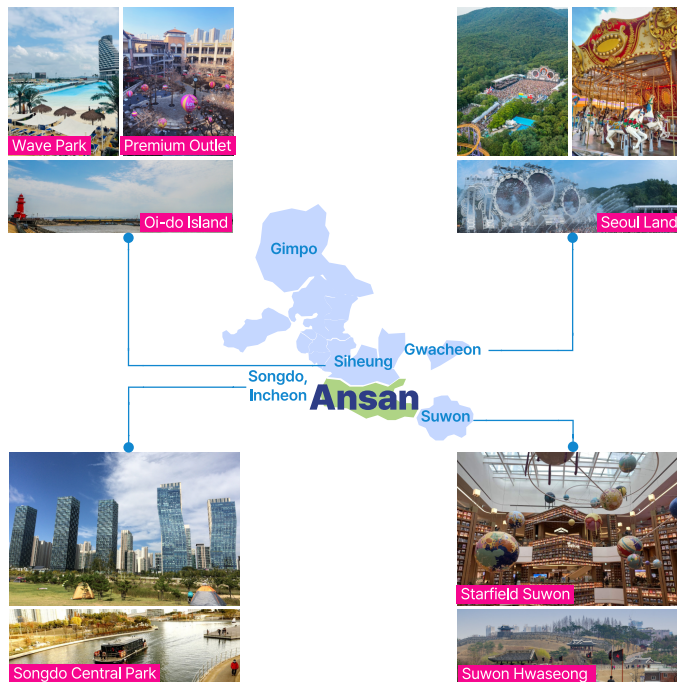 Wave Park
Premium Outlet
Oi-do Island
Seoul Land
Gimpo
Gwacheon
Siheung
Songdo,
Incheon
Ansan
Suwon
Starfield Suwon
Songdo Central Park
Suwon Hwaseong